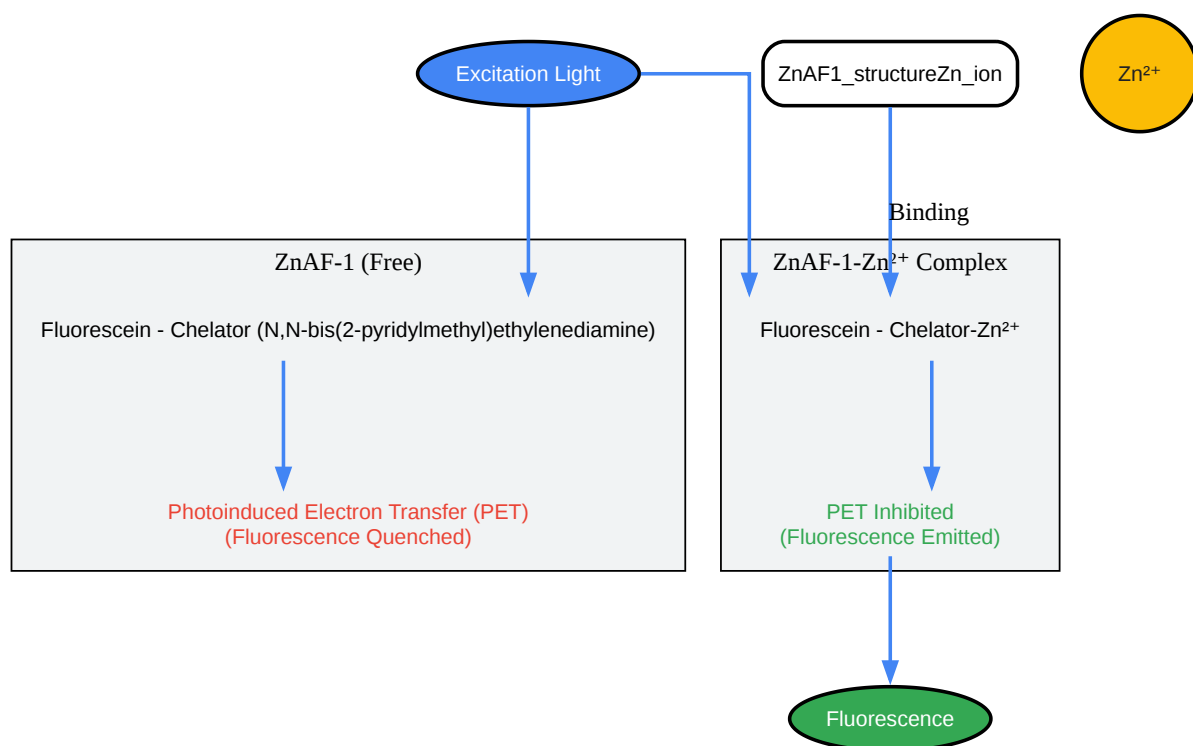 Excitation Light
ZnAF1_structureZn_ion
Zn²⁺
Binding
ZnAF-1 (Free)
ZnAF-1-Zn²⁺ Complex
Fluorescein - Chelator (N,N-bis(2-pyridylmethyl)ethylenediamine)
Fluorescein - Chelator-Zn²⁺
Photoinduced Electron Transfer (PET)
(Fluorescence Quenched)
PET Inhibited
(Fluorescence Emitted)
Fluorescence